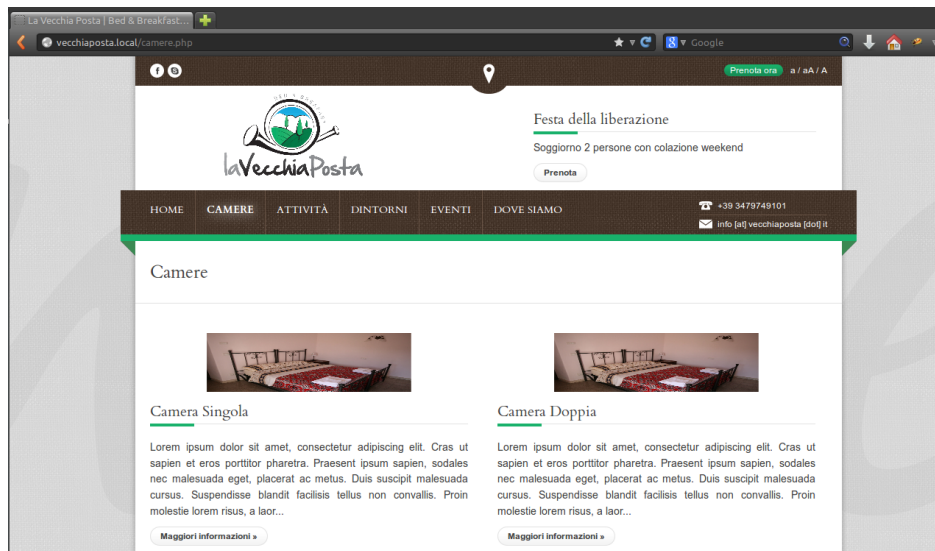 La Vecchia Posta | Bed & Breakfast...
vecchiaposta.local/camere.php
Google
Prenota ora a / aA / A
BED & BREAKFAST
laVecchiaPosta
Festa della liberazione
Soggiorno 2 persone con colazione weekend
Prenota
HOME CAMERE ATTIVITÀ DINTORNI EVENTI DOVE SIAMO
+39 3479749101
info [at] vecchiaposta [dot] it
Camere
Camera Singola
Lorem ipsum dolor sit amet, consectetur adipiscing elit. Cras ut
sapien et eros porttitor pharetra. Praesent ipsum sapien, sodales
nec malesuada eget, placerat ac metus. Duis suscipit malesuada
cursus. Suspendisse blandit facilisis tellus non convallis. Proin
molestie lorem risus, a laor...
Maggiori informazioni »
Camera Doppia
Lorem ipsum dolor sit amet, consectetur adipiscing elit. Cras ut
sapien et eros porttitor pharetra. Praesent ipsum sapien, sodales
nec malesuada eget, placerat ac metus. Duis suscipit malesuada
cursus. Suspendisse blandit facilisis tellus non convallis. Proin
molestie lorem risus, a laor...
Maggiori informazioni »